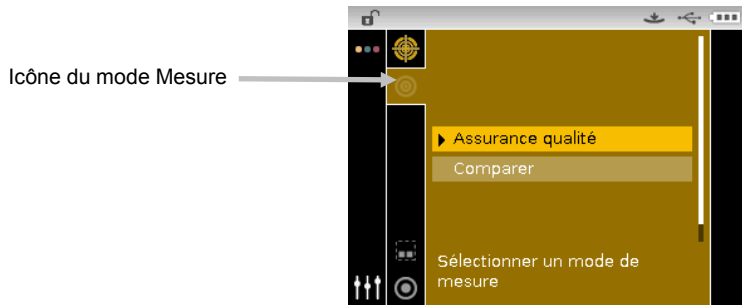 Icône du mode Mesure
Assurance qualité
Comparer
Sélectionner un mode de
mesure